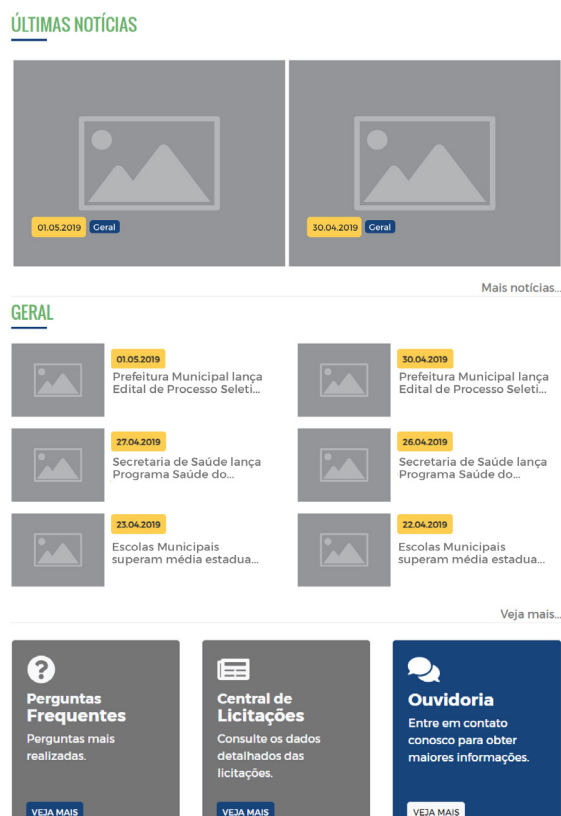 ÚLTIMAS NOTÍCIAS
01.05.2019 Geral
30.04.2019 Geral
Mais notícias...
GERAL
01.05.2019
Prefeitura Municipal lança
Edital de Processo Seleti...
30.04.2019
Prefeitura Municipal lança
Edital de Processo Seleti...
27.04.2019
Secretaria de Saúde lança
Programa Saúde do...
26.04.2019
Secretaria de Saúde lança
Programa Saúde do...
23.04.2019
Escolas Municipais
superam média estadua...
22.04.2019
Escolas Municipais
superam média estadua...
Veja mais...
Perguntas
Frequentes
Perguntas mais
realizadas.
VEJA MAIS
Central de
Licitações
Consulte os dados
detalhados das
licitações.
VEJA MAIS
Ouvidoria
Entre em contato
conosco para obter
maiores informações.
VEJA MAIS